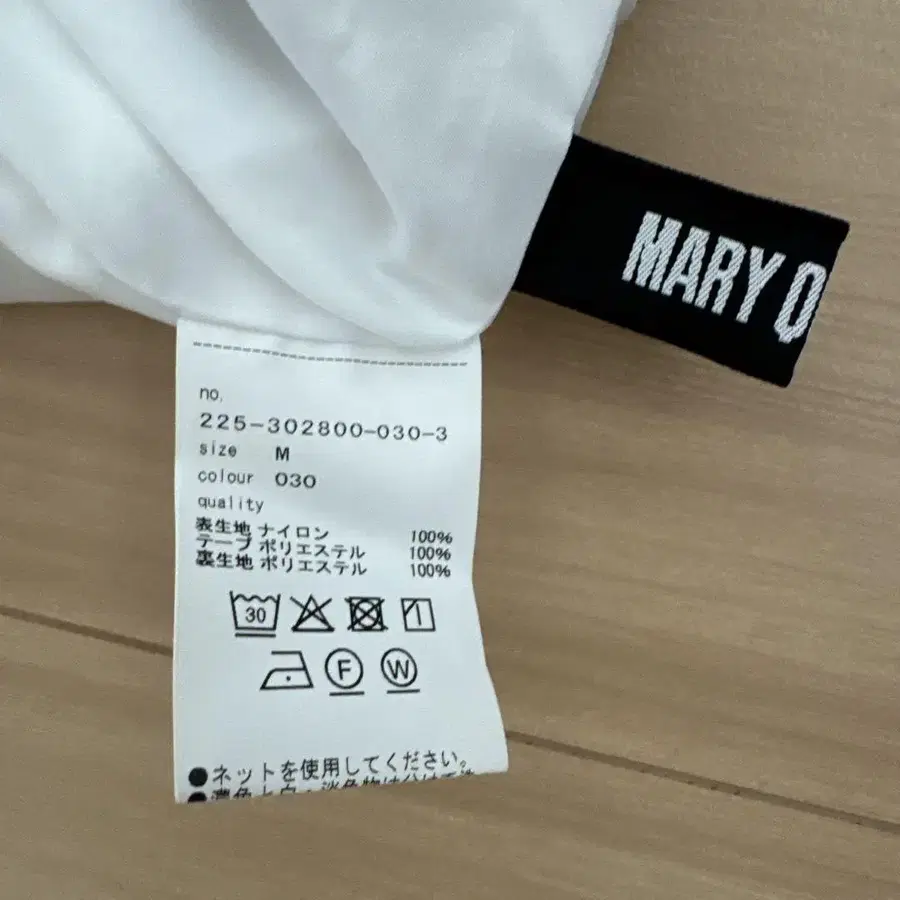 MARY Q
no.
225-302800-030-3
size M
colour 030
quality
表生地 ナイロン 100%
テープ ポリエステル 100%
裏生地 ポリエステル 100%
30
F W
●ネットを使用してください。